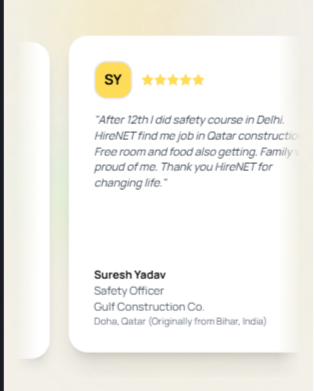 SY
"After 12th I did safety course in Delhi.
HireNET find me job in Qatar constructio
Free room and food also getting. Family
proud of me. Thank you HireNET for
changing life."
Suresh Yadav
Safety Officer
Gulf Construction Co.
Doha, Qatar (Originally from Bihar, India)